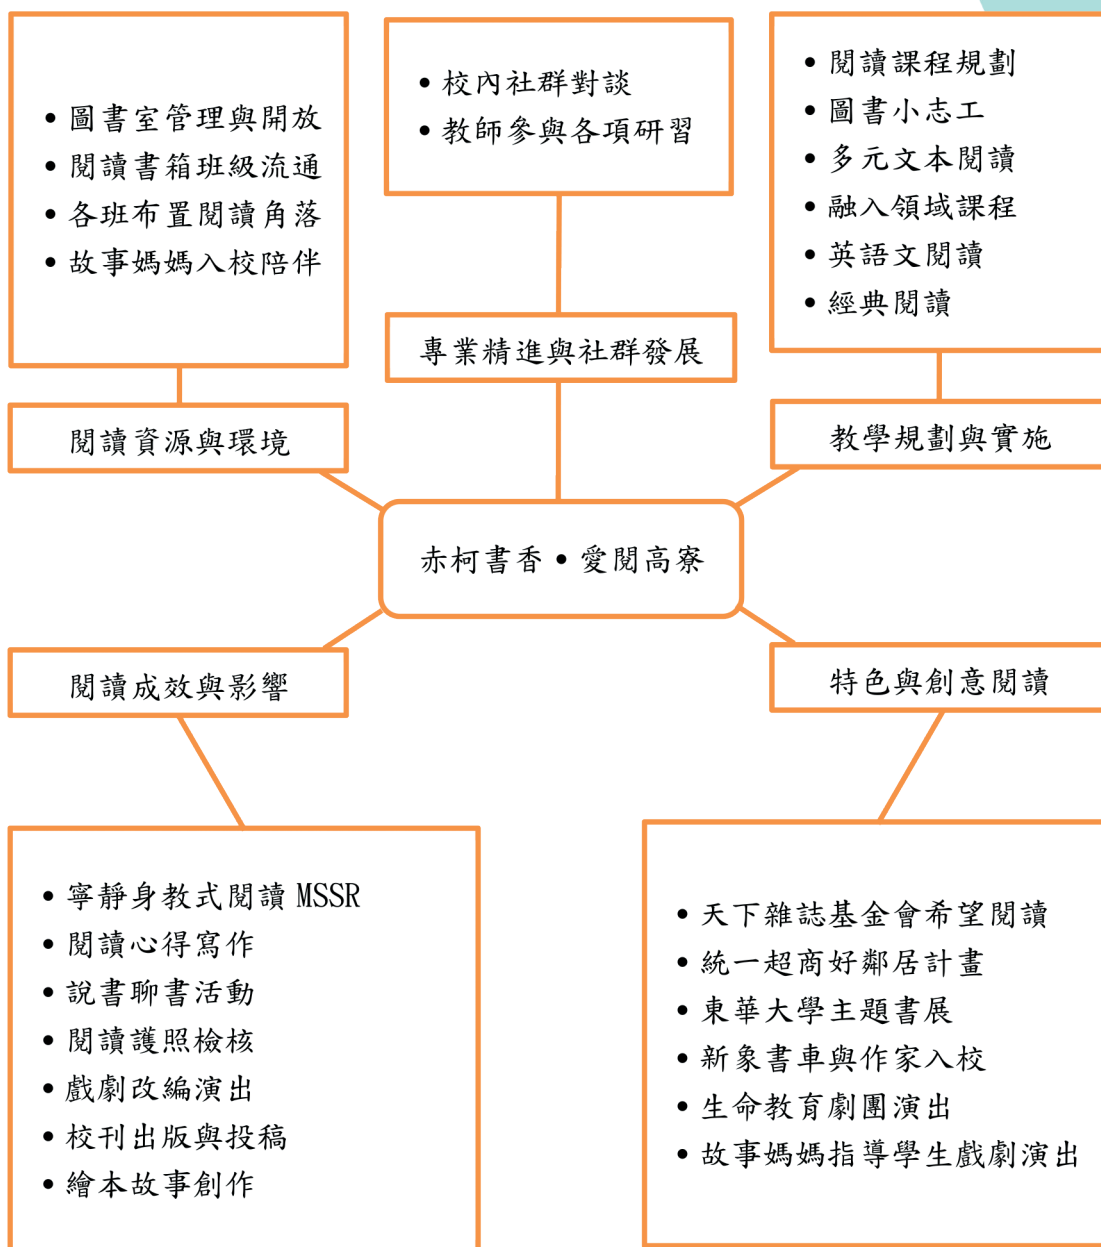 • 圖書室管理與開放
• 閱讀書箱班級流通
• 各班布置閱讀角落
• 故事媽媽入校陪伴
閱讀資源與環境
• 校內社群對談
• 教師參與各項研習
專業精進與社群發展
• 閱讀課程規劃
• 圖書小志工
• 多元文本閱讀
• 融入領域課程
• 英語文閱讀
• 經典閱讀
教學規劃與實施
赤柯書香•愛閱高寮
閱讀成效與影響
• 寧靜身教式閱讀 MSSR
• 閱讀心得寫作
• 說書聊書活動
• 閱讀護照檢核
• 戲劇改編演出
• 校刊出版與投稿
• 繪本故事創作
特色與創意閱讀
• 天下雜誌基金會希望閱讀
• 統一超商好鄰居計畫
• 東華大學主題書展
• 新象書車與作家入校
• 生命教育劇團演出
• 故事媽媽指導學生戲劇演出